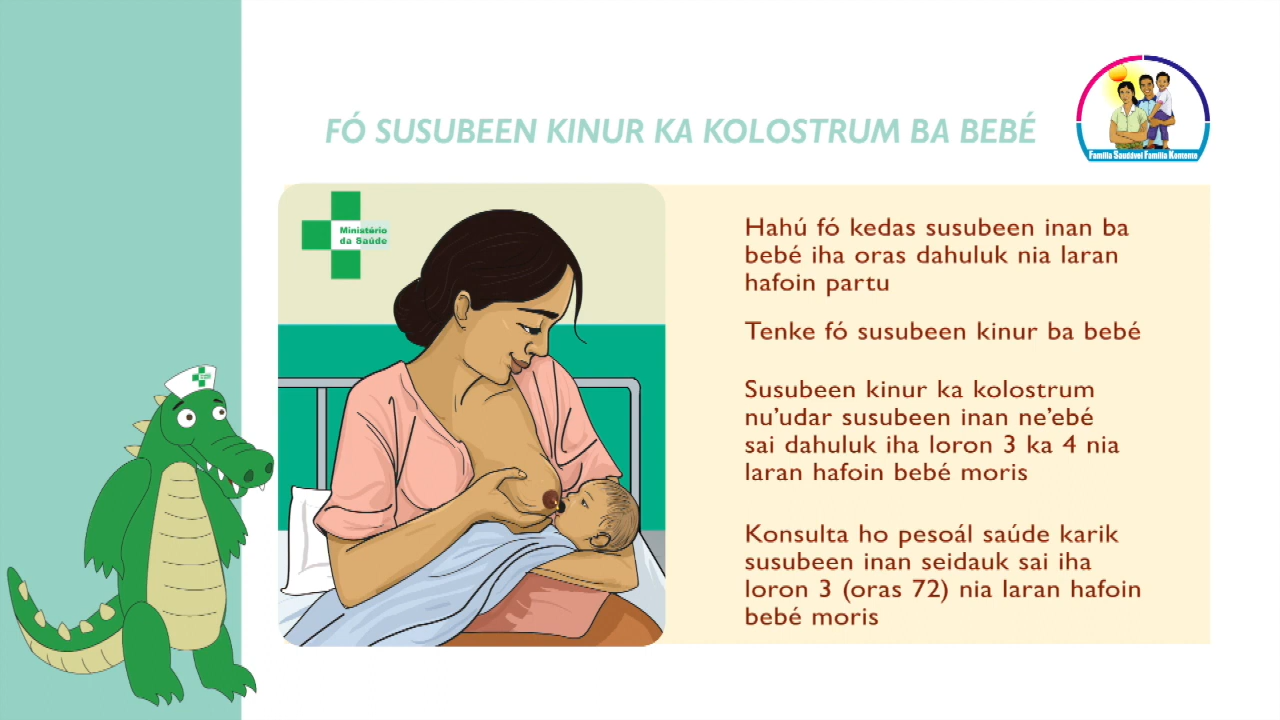 FÓ SUSUBEEN KINUR KA KOLOSTRUM BA BEBÉ
Família Saudável Família Kontente
Ministério
da Saúde
Hahú fó kedas susubeen inan ba
bebé iha oras dahuluk nia laran
hafoin partu
Tenke fó susubeen kinur ba bebé
Susubeen kinur ka kolostrum
nu'udar susubeen inan ne'ebé
sai dahuluk iha loron 3 ka 4 nia
laran hafoin bebé moris
Konsulta ho pesoál saúde karik
susubeen inan seidauk sai iha
loron 3 (oras 72) nia laran hafoin
bebé moris